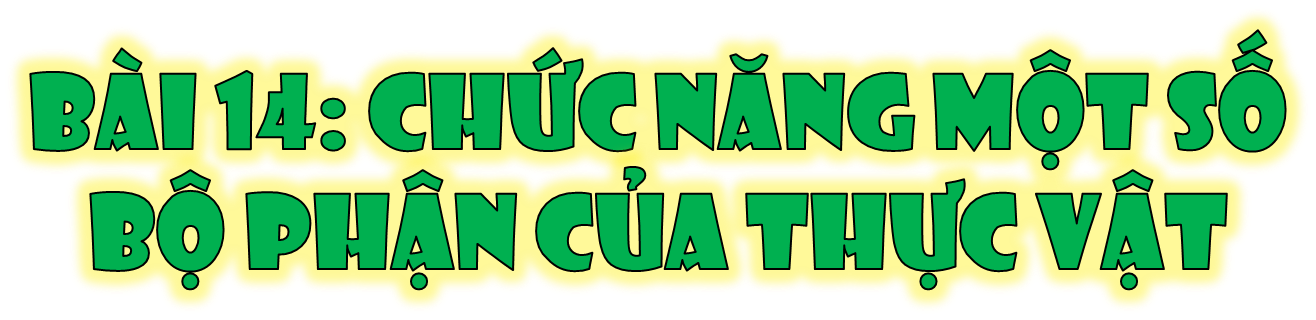 BÀI 14: CHỨC NĂNG MỘT SỐ
BỘ PHẬN CỦA THỰC VẬT